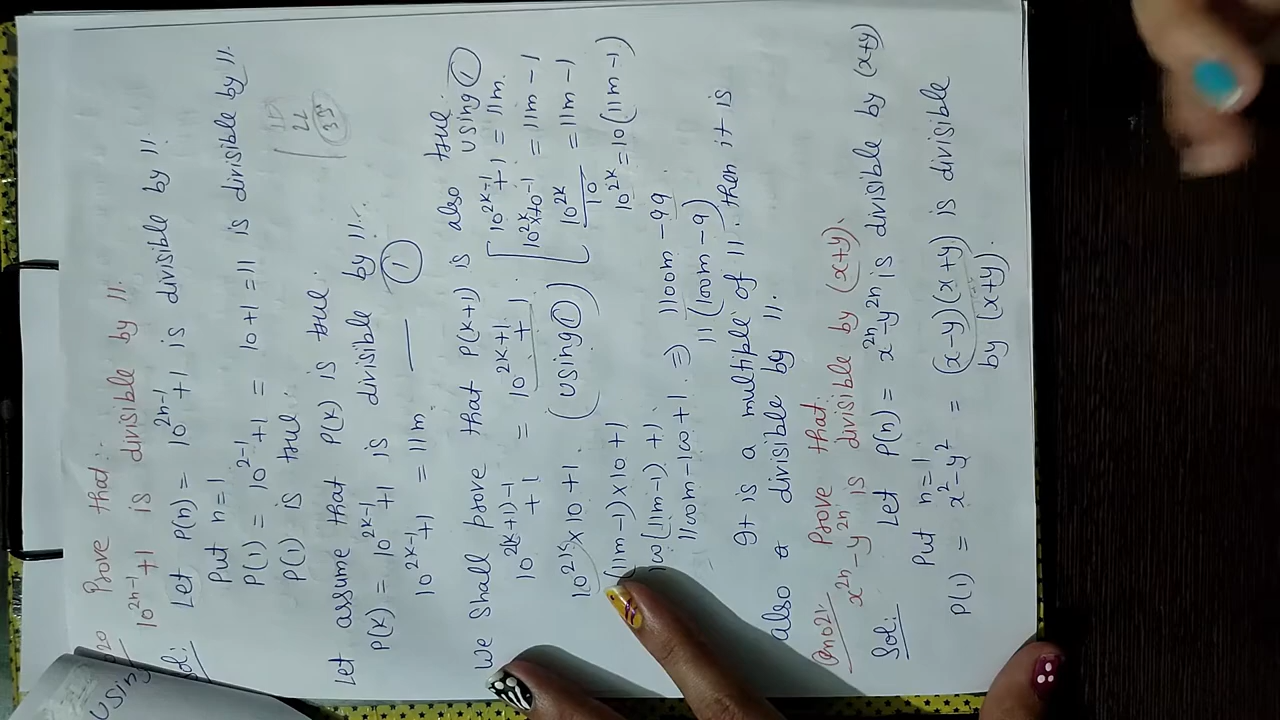 Prove that:
10^{2n-1} + 1 is divisible by 11.
Sol: Let P(n) = 10^{2n-1} + 1 is divisible by 11.
Put n=1
P(1) = 10^{2-1} + 1 = 10+1 = 11 is divisible by 11.
P(1) is true.
Let assume that P(K) is true.
P(K) = 10^{2K-1} + 1 is divisible by 11.
10^{2K-1} + 1 = 11m. —— ①
We shall prove that P(K+1) is also true.
10^{2(K+1)-1} + 1 = 10^{2K+1} + 1. [10^{2K-1} + 1 = 11m. using ①
10^{2K} × 10^{-1} = 11m - 1
10^{2K} × 10 + 1. (using ①) 10^{2K}/10 = 11m - 1
10^{2K} = 10(11m-1)
(11m-1) × 10 + 1
100(11m-1) + 1
1100m - 100 + 1 ⇒ 1100m - 99.
11(100m - 9)
It is a multiple of 11. then it is
also divisible by 11.
Qno21. Prove that.
x^{2n} - y^{2n} is divisible by (x+y).
Sol: Let P(n) = x^{2n} - y^{2n} is divisible by (x+y)
Put n=1
P(1) = x^2 - y^2 = (x-y)(x+y) is divisible
by (x+y).